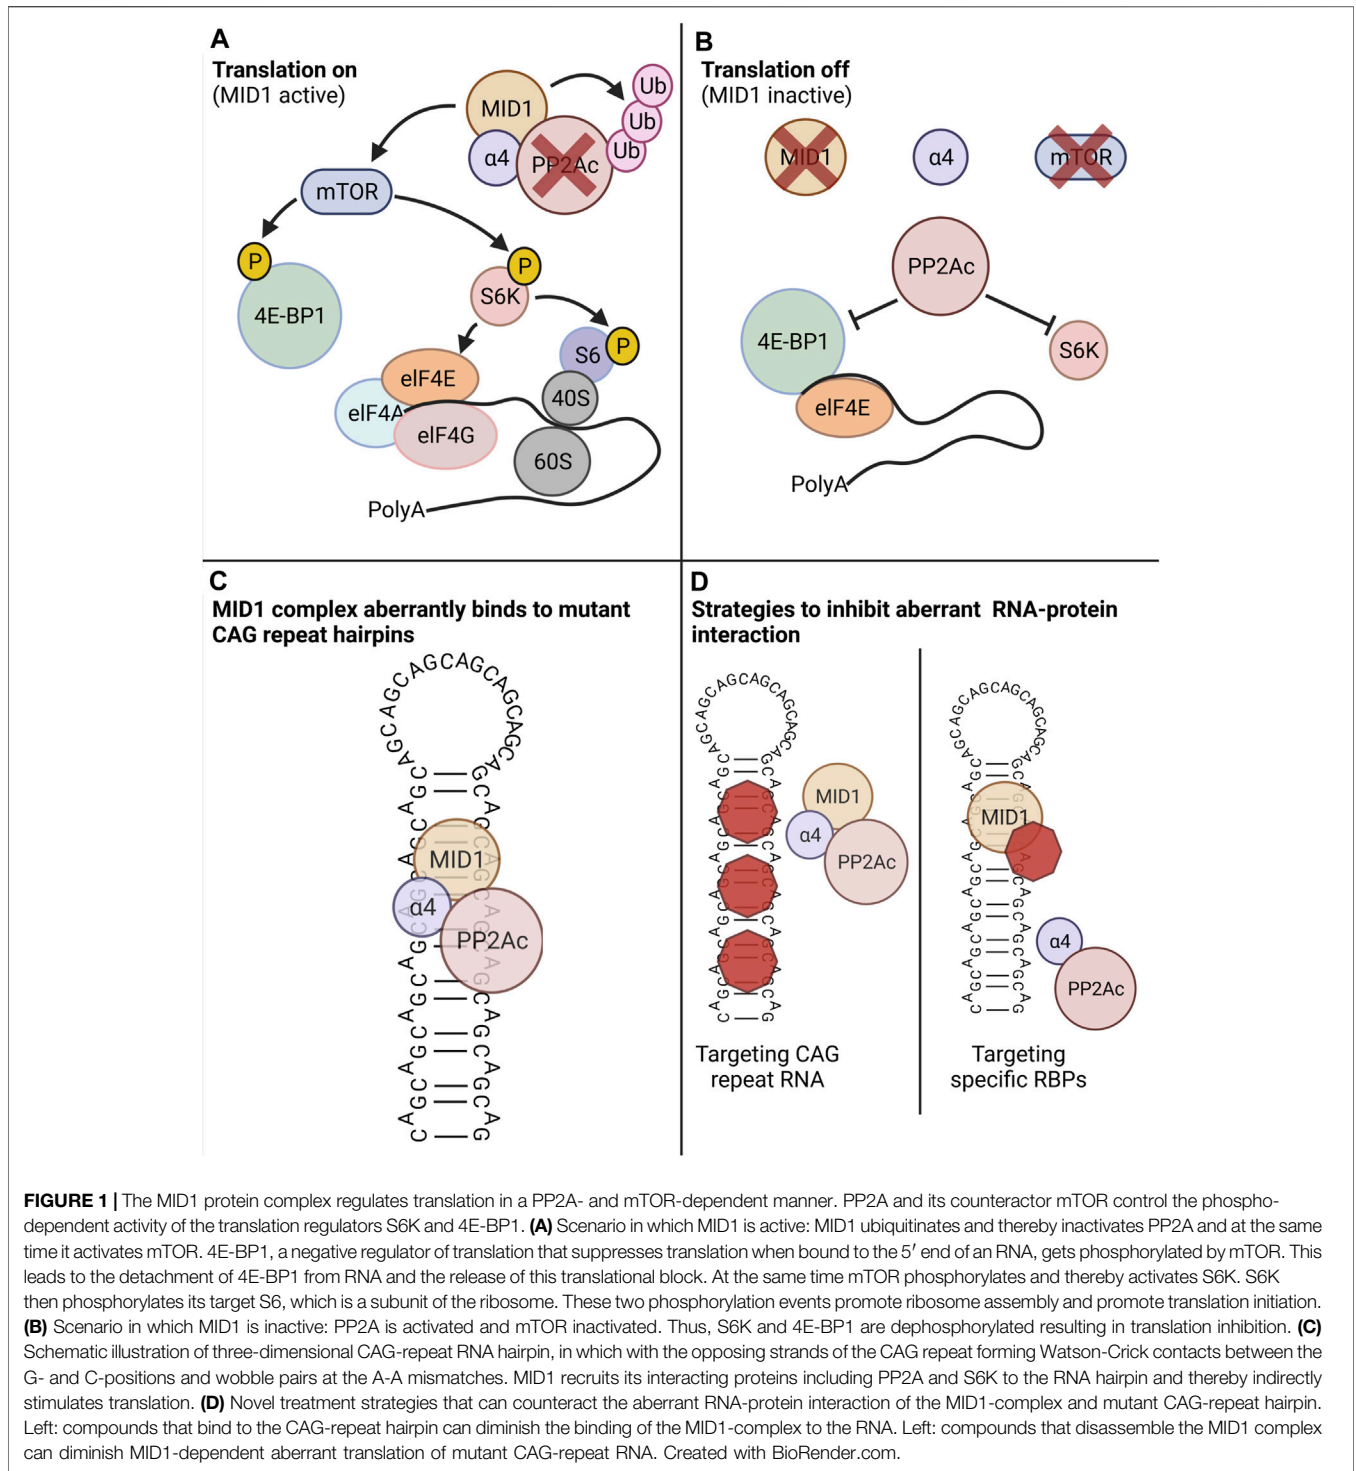 A
Translation on
(MID1 active)
MID1
Ub
Ub
Ub
α4
PP2Ac
mTOR
P
4E-BP1
P
S6K
S6
P
eIF4E
eIF4A
eIF4G
40S
60S
PolyA
B
Translation off
(MID1 inactive)
MID1
α4
mTOR
PP2Ac
4E-BP1
S6K
eIF4E
PolyA
C
MID1 complex aberrantly binds to mutant
CAG repeat hairpins
MID1
α4
PP2Ac
D
Strategies to inhibit aberrant RNA-protein
interaction
MID1
α4
PP2Ac
Targeting CAG
repeat RNA
MID1
α4
PP2Ac
Targeting
specific RBPs
FIGURE 1 | The MID1 protein complex regulates translation in a PP2A- and mTOR-dependent manner. PP2A and its counteractor mTOR control the phospho-
dependent activity of the translation regulators S6K and 4E-BP1. (A) Scenario in which MID1 is active: MID1 ubiquitinates and thereby inactivates PP2A and at the same
time it activates mTOR. 4E-BP1, a negative regulator of translation that suppresses translation when bound to the 5′ end of an RNA, gets phosphorylated by mTOR. This
leads to the detachment of 4E-BP1 from RNA and the release of this translational block. At the same time mTOR phosphorylates and thereby activates S6K. S6K
then phosphorylates its target S6, which is a subunit of the ribosome. These two phosphorylation events promote ribosome assembly and promote translation initiation.
(B) Scenario in which MID1 is inactive: PP2A is activated and mTOR inactivated. Thus, S6K and 4E-BP1 are dephosphorylated resulting in translation inhibition. (C)
Schematic illustration of three-dimensional CAG-repeat RNA hairpin, in which with the opposing strands of the CAG repeat forming Watson-Crick contacts between the
G- and C-positions and wobble pairs at the A-A mismatches. MID1 recruits its interacting proteins including PP2A and S6K to the RNA hairpin and thereby indirectly
stimulates translation. (D) Novel treatment strategies that can counteract the aberrant RNA-protein interaction of the MID1-complex and mutant CAG-repeat hairpin.
Left: compounds that bind to the CAG-repeat hairpin can diminish the binding of the MID1-complex to the RNA. Left: compounds that disassemble the MID1 complex
can diminish MID1-dependent aberrant translation of mutant CAG-repeat RNA. Created with BioRender.com.